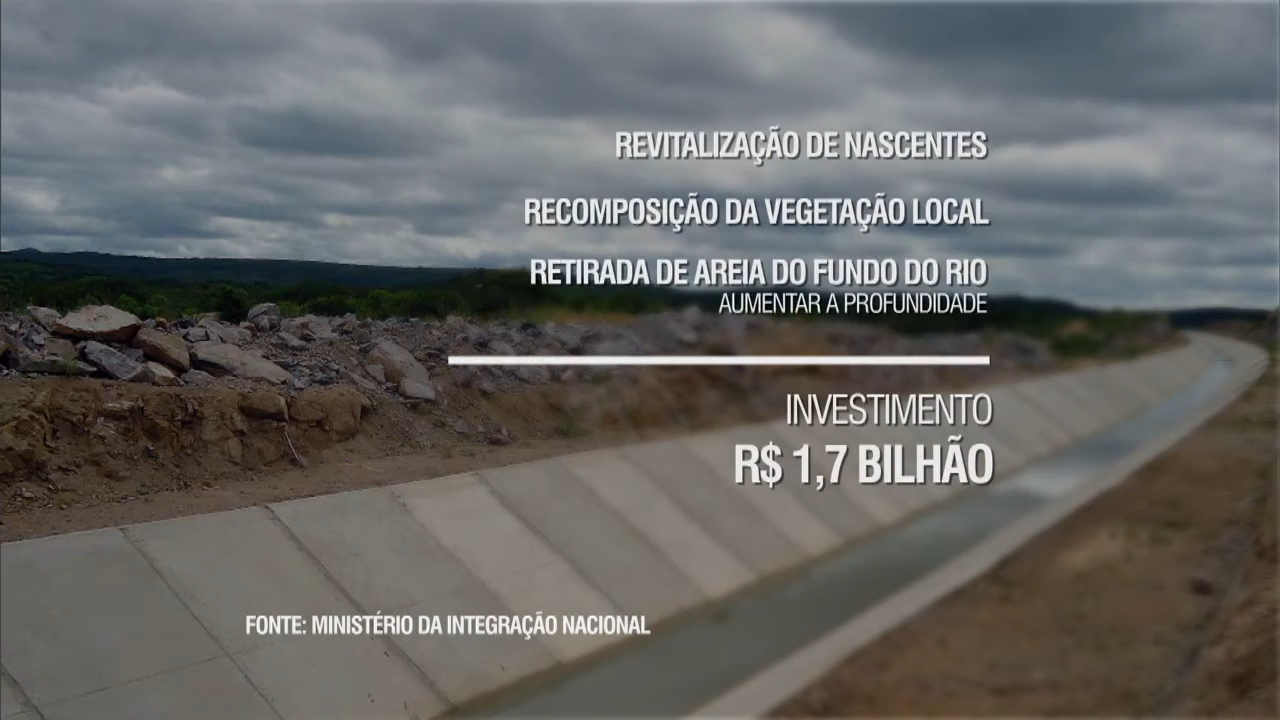 REVITALIZAÇÃO DE NASCENTES
RECOMPOSIÇÃO DA VEGETAÇÃO LOCAL
RETIRADA DE AREIA DO FUNDO DO RIO
AUMENTAR A PROFUNDIDADE
INVESTIMENTO
R$ 1,7 BILHÃO
FONTE: MINISTÉRIO DA INTEGRAÇÃO NACIONAL